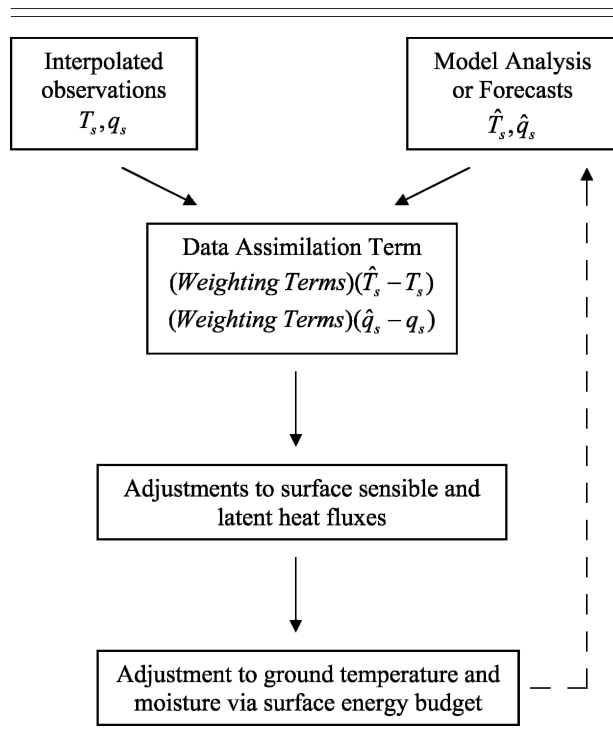 Interpolated
observations
T_s, q_s
Model Analysis
or Forecasts
T̂_s, q̂_s
Data Assimilation Term
(Weighting Terms)(T̂_s − T_s)
(Weighting Terms)(q̂_s − q_s)
Adjustments to surface sensible and
latent heat fluxes
Adjustment to ground temperature and
moisture via surface energy budget